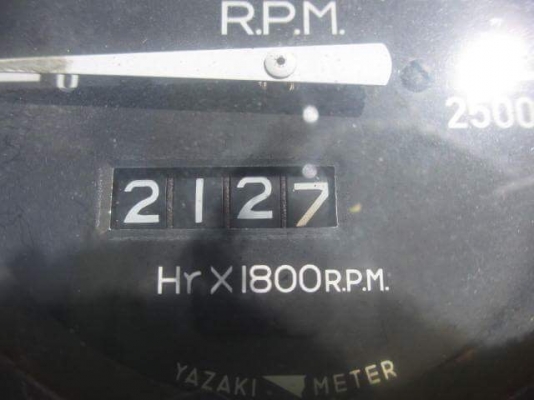 R.P.M.
2500
2127
Hr X 1800 R.P.M.
YAZAKI METER